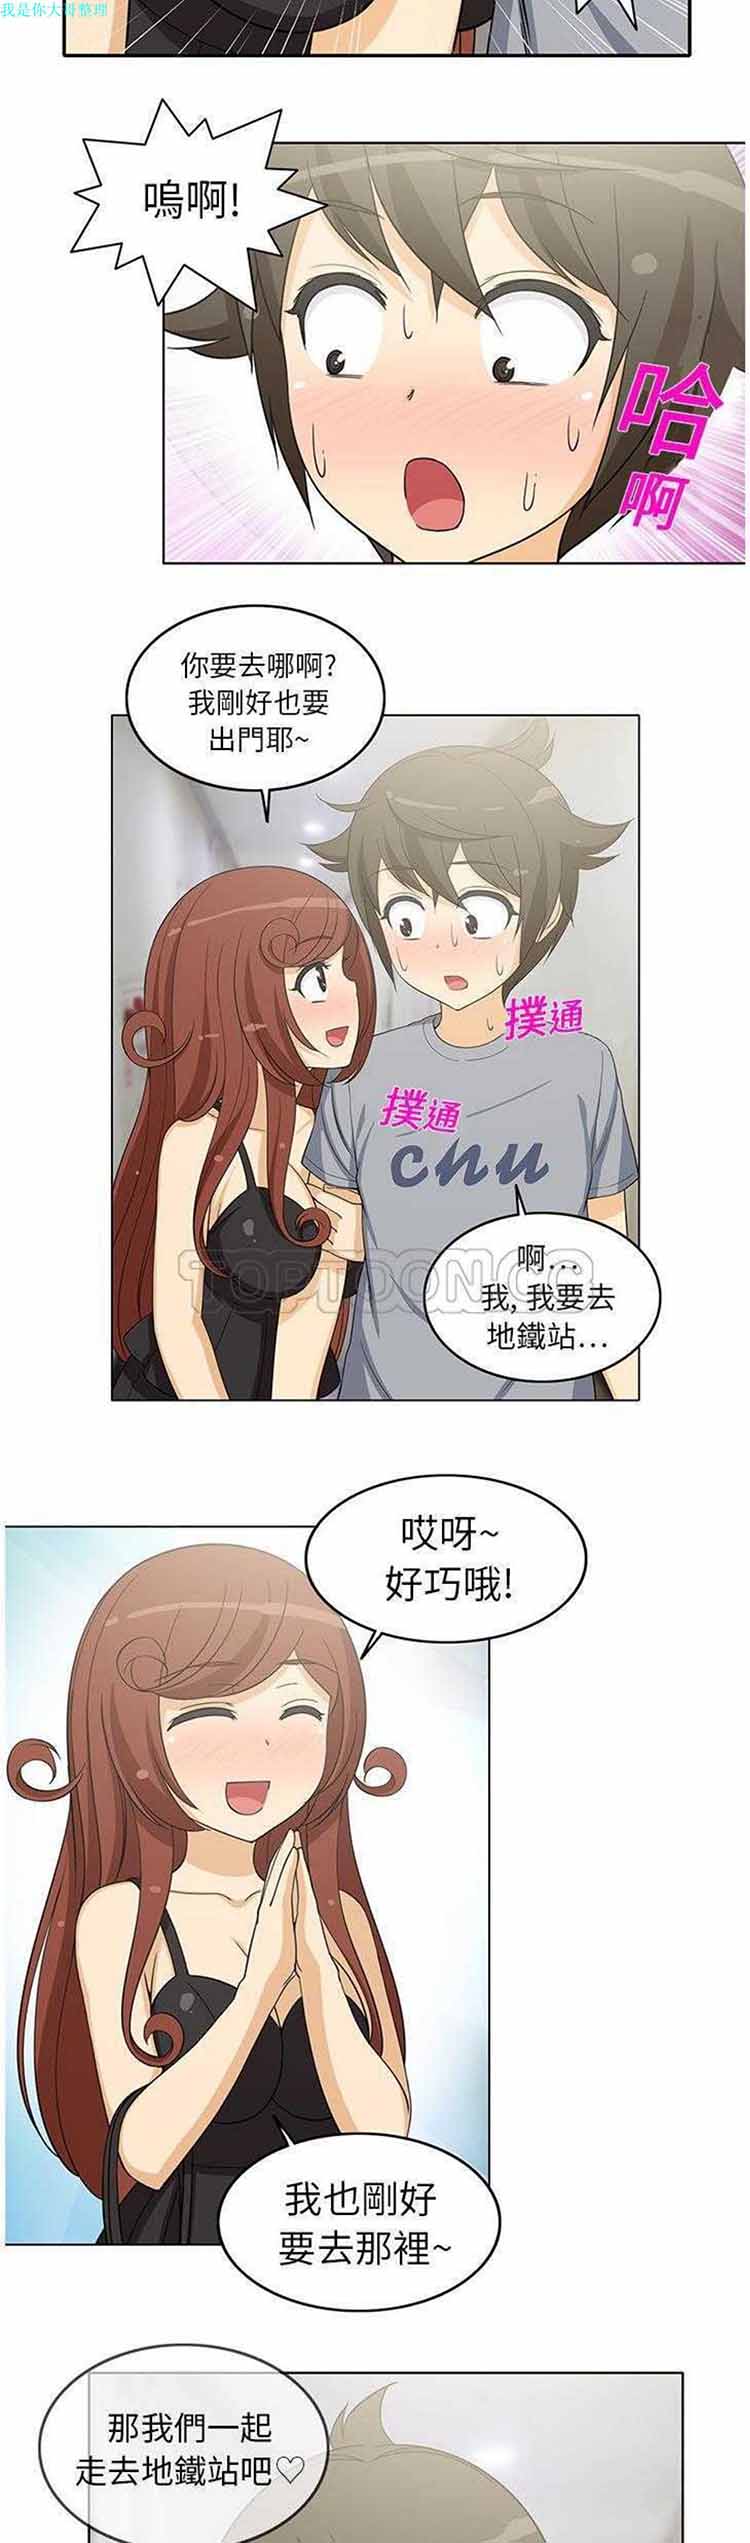 我是你大哥整理
嗚啊!
哈
啊
你要去哪啊?
我剛好也要
出門耶~
撲通
撲通
cnu
啊...
我, 我要去
地鐵站...
TOPTOON.CC
哎呀~
好巧哦!
我也剛好
要去那裡~
那我們一起
走去地鐵站吧♡